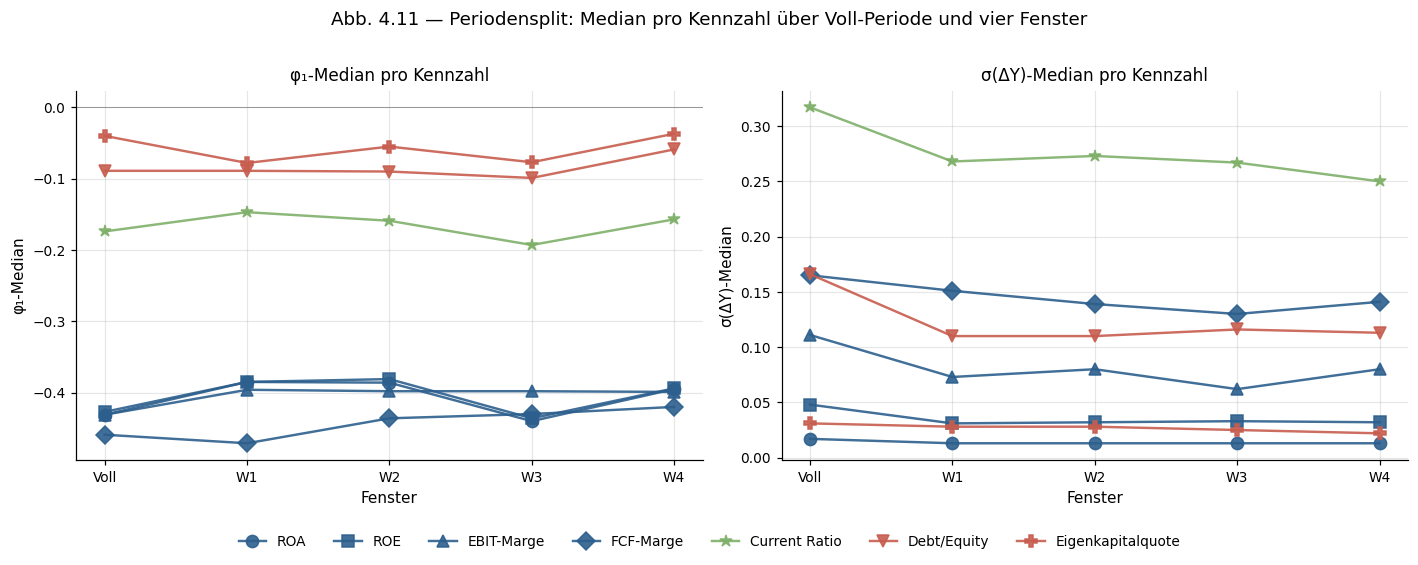 Abb. 4.11 — Periodensplit: Median pro Kennzahl über Voll-Periode und vier Fenster
φ₁-Median pro Kennzahl
φ₁-Median
0.0
−0.1
−0.2
−0.3
−0.4
Voll W1 W2 W3 W4
Fenster
σ(ΔY)-Median pro Kennzahl
σ(ΔY)-Median
0.30
0.25
0.20
0.15
0.10
0.05
0.00
Voll W1 W2 W3 W4
Fenster
ROA ROE EBIT-Marge FCF-Marge Current Ratio Debt/Equity Eigenkapitalquote